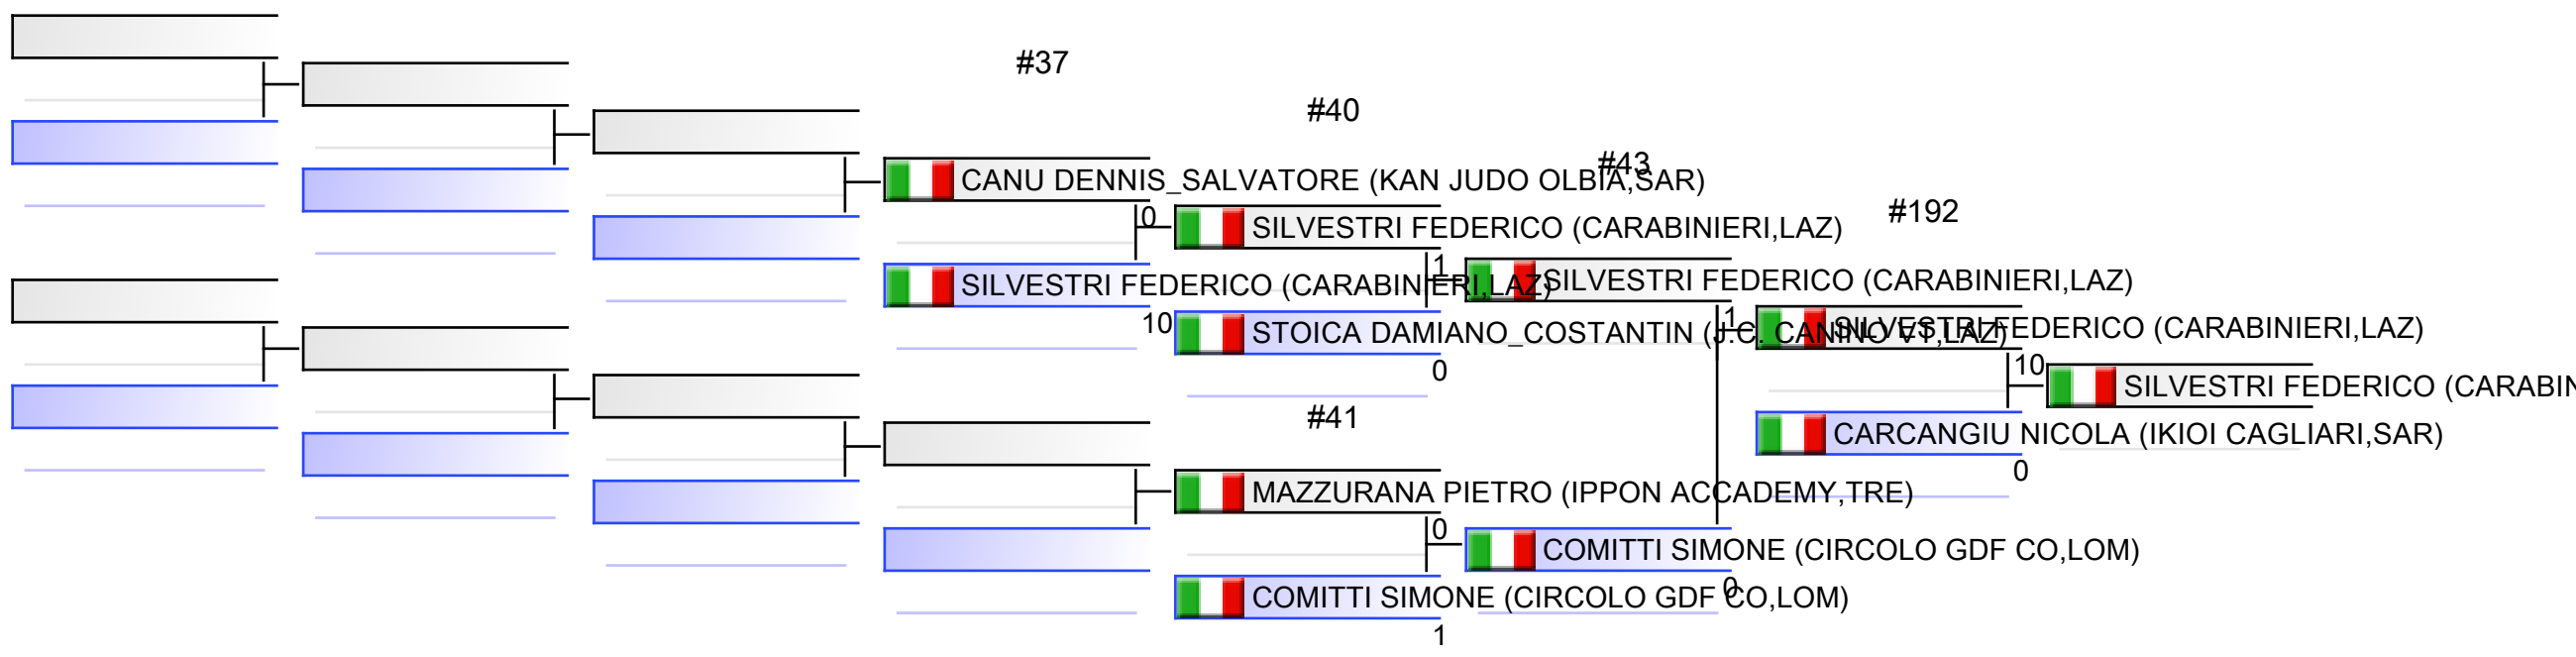 #37
#40
#43
CANU DENNIS_SALVATORE (KAN JUDO OLBIA,SAR)
#192
0
SILVESTRI FEDERICO (CARABINIERI,LAZ)
1
SILVESTRI FEDERICO (CARABINIERI,LAZ)
SILVESTRI FEDERICO (CARABINIERI,LAZ)
10
STOICA DAMIANO_COSTANTIN (J.C. CANINO VT,LAZ)
1
SILVESTRI FEDERICO (CARABINIERI,LAZ)
0
10
SILVESTRI FEDERICO (CARABIN
#41
CARCANGIU NICOLA (IKIOI CAGLIARI,SAR)
0
MAZZURANA PIETRO (IPPON ACCADEMY,TRE)
0
COMITTI SIMONE (CIRCOLO GDF CO,LOM)
0
COMITTI SIMONE (CIRCOLO GDF CO,LOM)
1